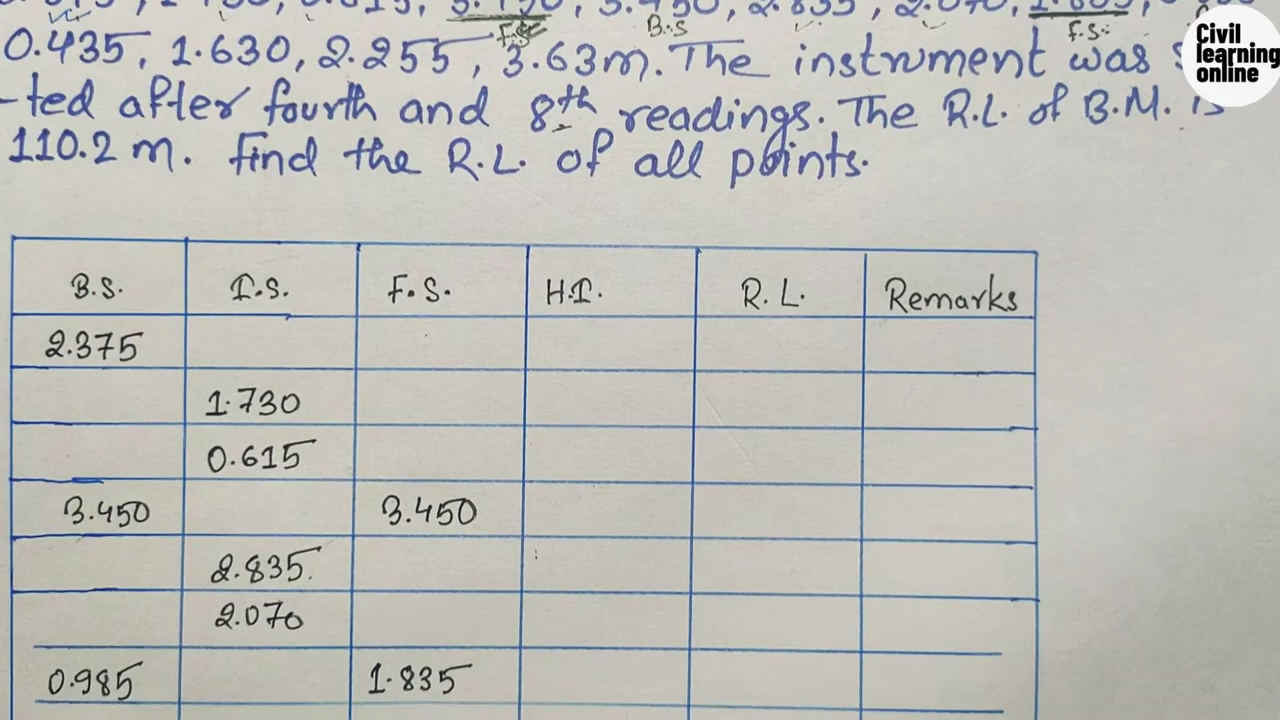 0.435, 1.630, 2.255, 3.63m. The instrument was
F.S. B.S F.S.
-ted after fourth and 8th readings. The R.L. of B.M. is
110.2 m. Find the R.L. of all points.
Civil
learning
online
B.S. I.S. F.S. H.I. R.L. Remarks
2.375
1.730
0.615
3.450 3.450
2.835
2.070
0.985 1.835